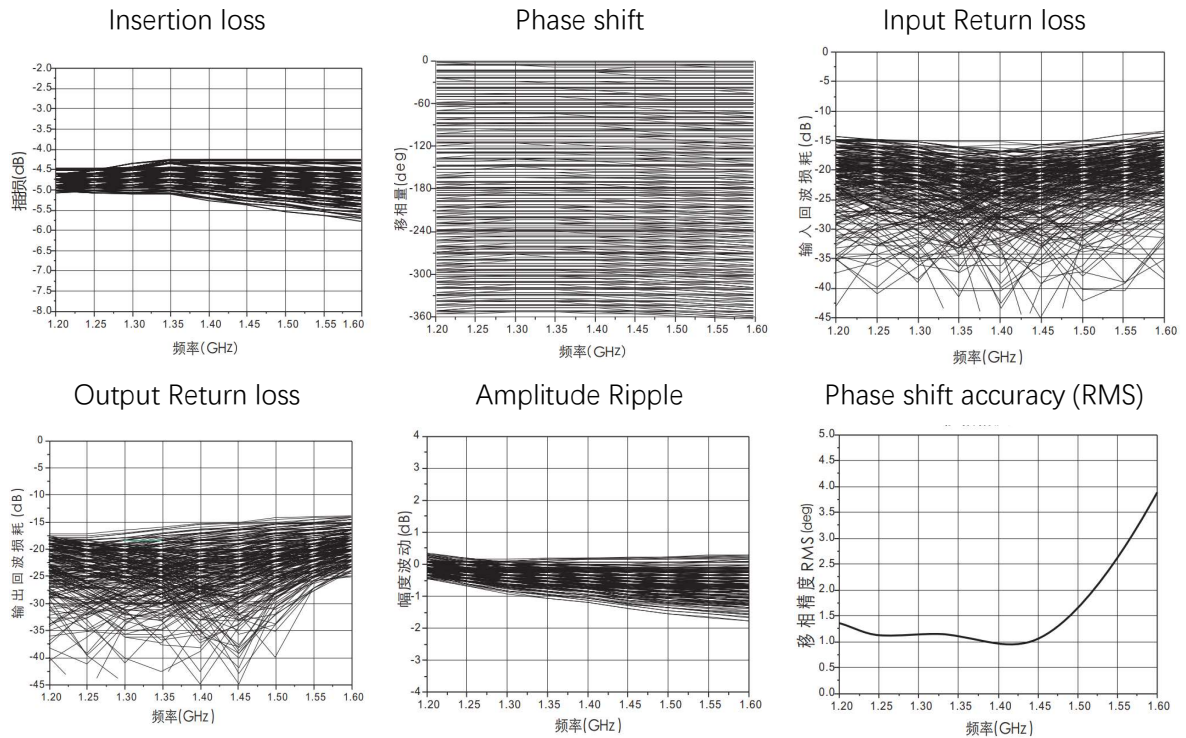 Insertion loss
-2.0
-2.5
-3.0
-3.5
-4.0
-4.5
-5.0
-5.5
-6.0
-6.5
-7.0
-7.5
-8.0
插损(dB)
1.20 1.25 1.30 1.35 1.40 1.45 1.50 1.55 1.60
频率(GHz)
Phase shift
0
-60
-120
-180
-240
-300
-360
移相量(deg)
1.20 1.25 1.30 1.35 1.40 1.45 1.50 1.55 1.60
频率(GHz)
Input Return loss
0
-5
-10
-15
-20
-25
-30
-35
-40
-45
输入回波损耗(dB)
1.20 1.25 1.30 1.35 1.40 1.45 1.50 1.55 1.60
频率(GHz)
Output Return loss
0
-5
-10
-15
-20
-25
-30
-35
-40
-45
输出回波损耗(dB)
1.20 1.25 1.30 1.35 1.40 1.45 1.50 1.55 1.60
频率(GHz)
Amplitude Ripple
4
3
2
1
0
-1
-2
-3
-4
幅度波动(dB)
1.20 1.25 1.30 1.35 1.40 1.45 1.50 1.55 1.60
频率(GHz)
Phase shift accuracy (RMS)
5.0
4.5
4.0
3.5
3.0
2.5
2.0
1.5
1.0
0.5
0.0
移相精度RMS(deg)
1.20 1.25 1.30 1.35 1.40 1.45 1.50 1.55 1.60
频率(GHz)